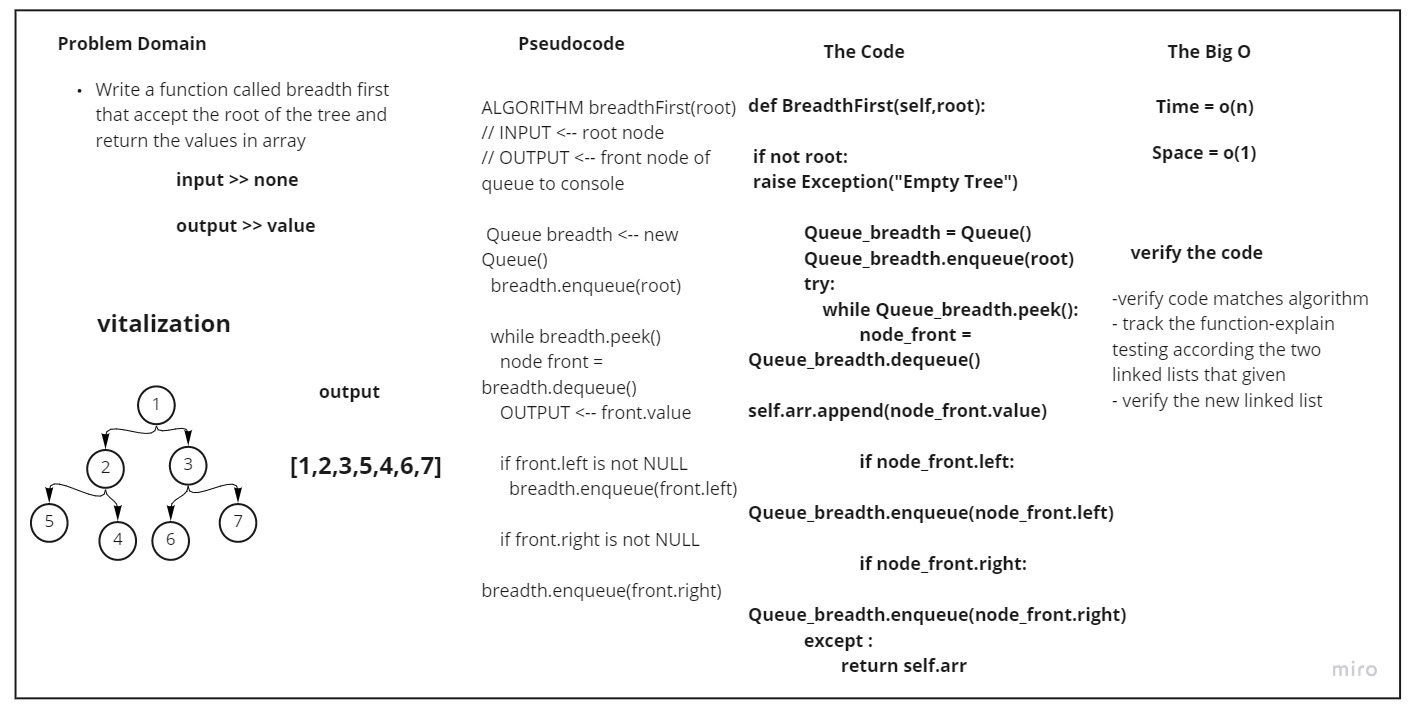 Problem Domain
• Write a function called breadth first
that accept the root of the tree and
return the values in array
input >> none
output >> value
vitalization
output
1
2
3
5
4
6
7
[1,2,3,5,4,6,7]
Pseudocode
ALGORITHM breadthFirst(root)
// INPUT <-- root node
// OUTPUT <-- front node of
queue to console
Queue breadth <-- new
Queue()
breadth.enqueue(root)
while breadth.peek()
node front =
breadth.dequeue()
OUTPUT <-- front.value
if front.left is not NULL
breadth.enqueue(front.left)
if front.right is not NULL
breadth.enqueue(front.right)
The Code
def BreadthFirst(self,root):
if not root:
raise Exception("Empty Tree")
Queue_breadth = Queue()
Queue_breadth.enqueue(root)
try:
while Queue_breadth.peek():
node_front =
Queue_breadth.dequeue()
self.arr.append(node_front.value)
if node_front.left:
Queue_breadth.enqueue(node_front.left)
if node_front.right:
Queue_breadth.enqueue(node_front.right)
except :
return self.arr
The Big O
Time = o(n)
Space = o(1)
verify the code
-verify code matches algorithm
- track the function-explain
testing according the two
linked lists that given
- verify the new linked list
miro